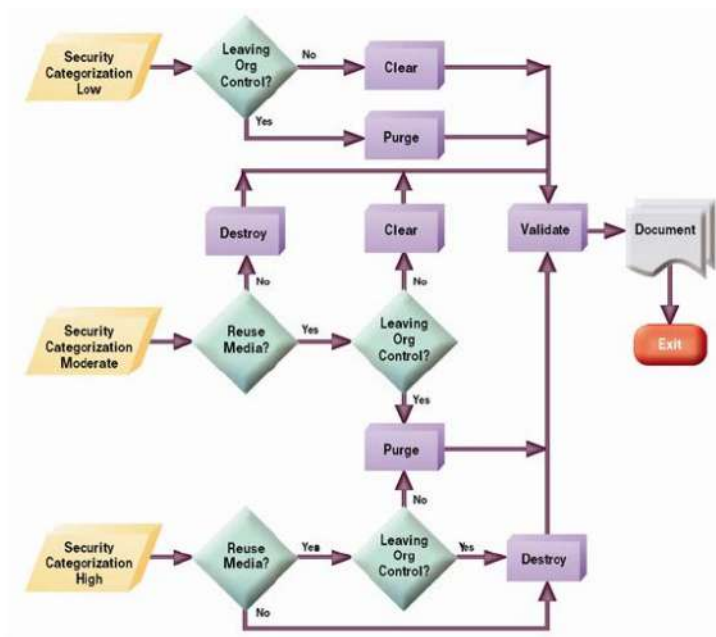 Security
Categorization
Low
Leaving
Org
Control?
No
Clear
Yes
Purge
Destroy
Clear
Validate
Document
No
No
Security
Categorization
Moderate
Reuse
Media?
Yes
Leaving
Org
Control?
Exit
Yes
Purge
No
Security
Categorization
High
Reuse
Media?
Yes
Leaving
Org
Control?
Yes
Destroy
No